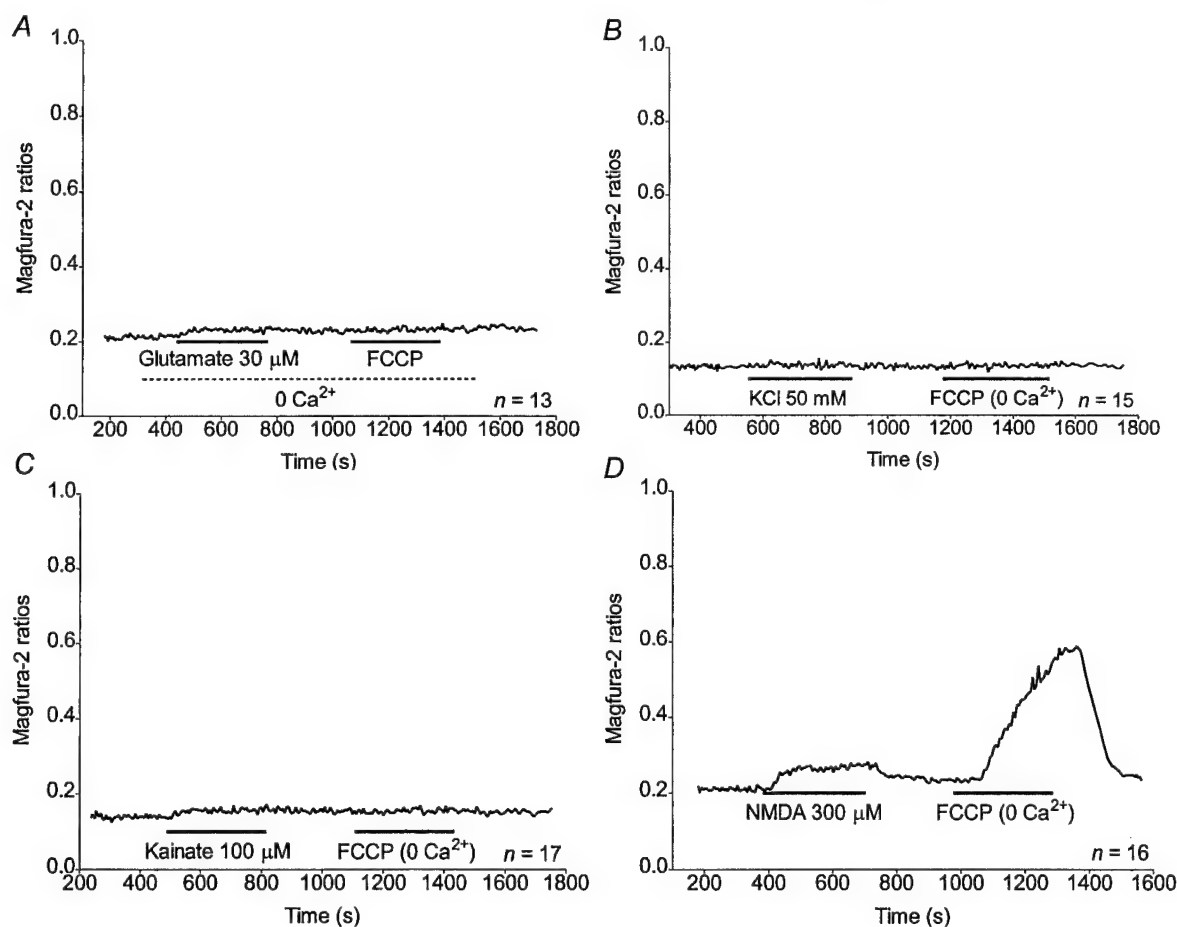 A
1.0
0.8
0.6
0.4
0.2
0.0
Magfura-2 ratios
Glutamate 30 μM
FCCP
0 Ca²⁺
n = 13
200 400 600 800 1000 1200 1400 1600 1800
Time (s)
B
1.0
0.8
0.6
0.4
0.2
0.0
Magfura-2 ratios
KCl 50 mM
FCCP (0 Ca²⁺)
n = 15
400 600 800 1000 1200 1400 1600 1800
Time (s)
C
1.0
0.8
0.6
0.4
0.2
0.0
Magfura-2 ratios
Kainate 100 μM
FCCP (0 Ca²⁺)
n = 17
200 400 600 800 1000 1200 1400 1600 1800
Time (s)
D
1.0
0.8
0.6
0.4
0.2
0.0
Magfura-2 ratios
NMDA 300 μM
FCCP (0 Ca²⁺)
n = 16
200 400 600 800 1000 1200 1400 1600
Time (s)